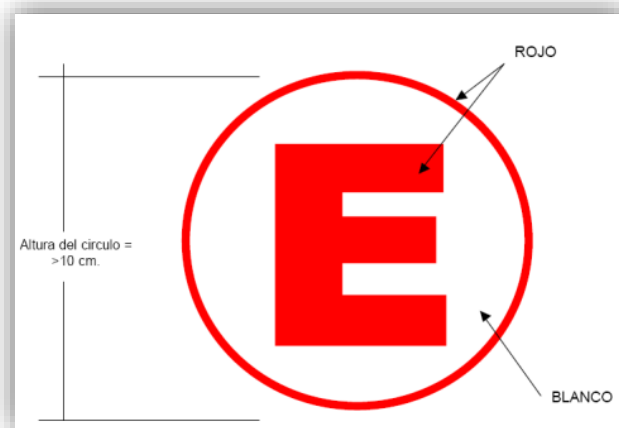 ROJO
E
Altura del circulo =
>10 cm.
BLANCO